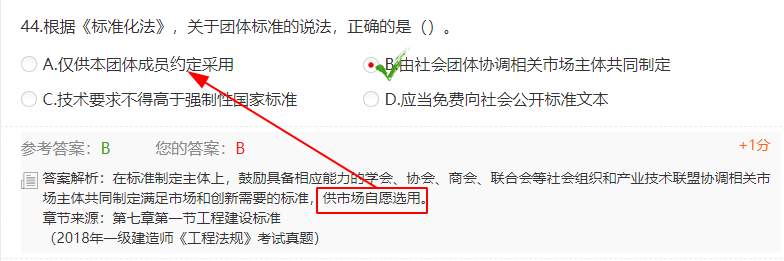 44.根据《标准化法》，关于团体标准的说法，正确的是（）。
A.仅供本团体成员约定采用
B.由社会团体协调相关市场主体共同制定
C.技术要求不得高于强制性国家标准
D.应当免费向社会公开标准文本
参考答案：B 您的答案：B +1分
答案解析：在标准制定主体上，鼓励具备相应能力的学会、协会、商会、联合会等社会组织和产业技术联盟协调相关市
场主体共同制定满足市场和创新需要的标准，供市场自愿选用。
章节来源：第七章第一节工程建设标准
（2018年一级建造师《工程法规》考试真题）